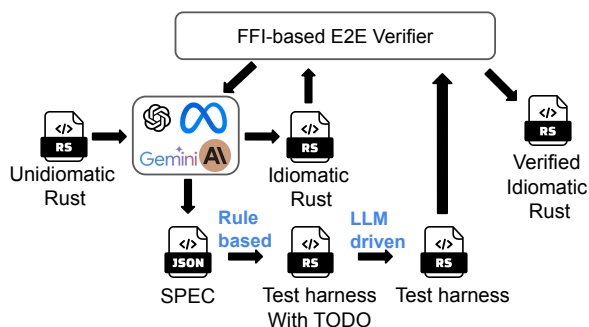 FFI-based E2E Verifier
</>
RS
Unidiomatic
Rust
Gemini
A\
</>
RS
Idiomatic
Rust
</>
RS
Verified
Idiomatic
Rust
</>
JSON
SPEC
Rule
based
</>
RS
Test harness
With TODO
LLM
driven
</>
RS
Test harness